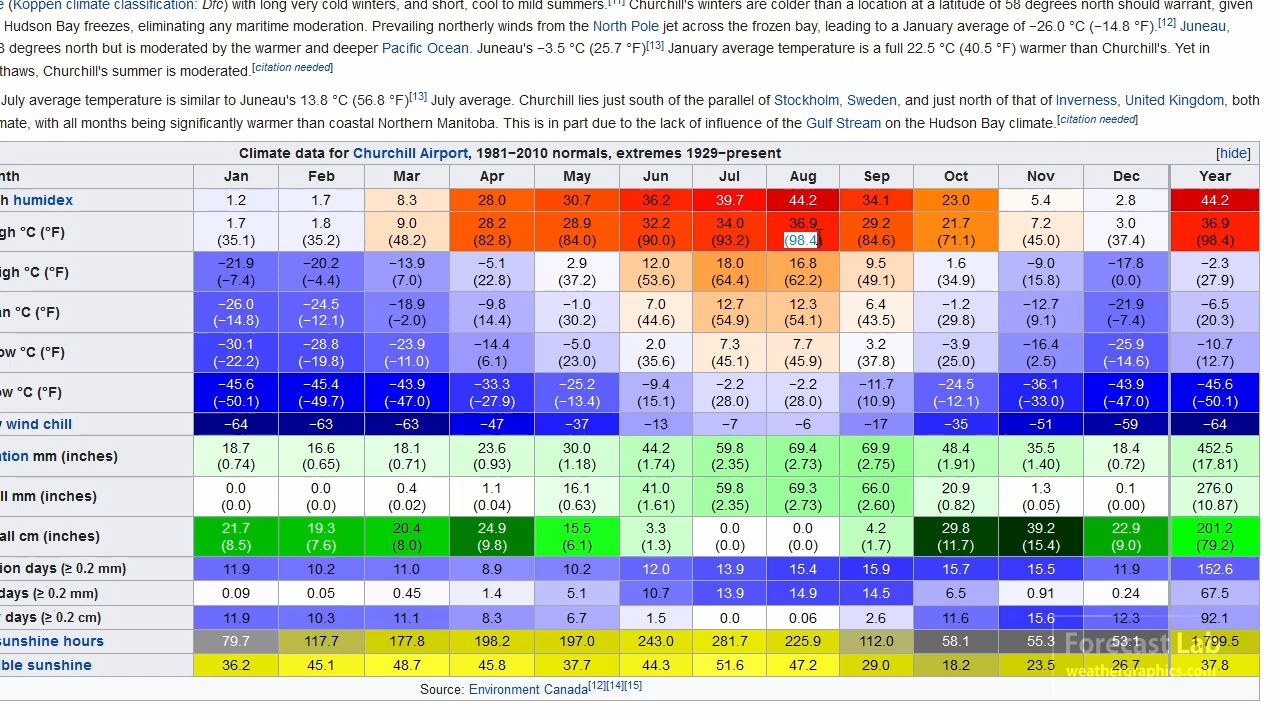 e (Köppen climate classification: Dfc) with long very cold winters, and short, cool to mild summers.[11] Churchill's winters are colder than a location at a latitude of 58 degrees north should warrant, given
Hudson Bay freezes, eliminating any maritime moderation. Prevailing northerly winds from the North Pole jet across the frozen bay, leading to a January average of −26.0 °C (−14.8 °F).[12] Juneau,
8 degrees north but is moderated by the warmer and deeper Pacific Ocean. Juneau's −3.5 °C (25.7 °F)[13] January average temperature is a full 22.5 °C (40.5 °F) warmer than Churchill's. Yet in
thaws, Churchill's summer is moderated.[citation needed]
July average temperature is similar to Juneau's 13.8 °C (56.8 °F)[13] July average. Churchill lies just south of the parallel of Stockholm, Sweden, and just north of that of Inverness, United Kingdom, both
mate, with all months being significantly warmer than coastal Northern Manitoba. This is in part due to the lack of influence of the Gulf Stream on the Hudson Bay climate.[citation needed]
Climate data for Churchill Airport, 1981−2010 normals, extremes 1929−present [hide]
nth Jan Feb Mar Apr May Jun Jul Aug Sep Oct Nov Dec Year
h humidex 1.2 1.7 8.3 28.0 30.7 36.2 39.7 44.2 34.1 23.0 5.4 2.8 44.2
igh °C (°F) 1.7 1.8 9.0 28.2 28.9 32.2 34.0 36.9 29.2 21.7 7.2 3.0 36.9
(35.1) (35.2) (48.2) (82.8) (84.0) (90.0) (93.2) (98.4) (84.6) (71.1) (45.0) (37.4) (98.4)
igh °C (°F) −21.9 −20.2 −13.9 −5.1 2.9 12.0 18.0 16.8 9.5 1.6 −9.0 −17.8 −2.3
(−7.4) (−4.4) (7.0) (22.8) (37.2) (53.6) (64.4) (62.2) (49.1) (34.9) (15.8) (0.0) (27.9)
an °C (°F) −26.0 −24.5 −18.9 −9.8 −1.0 7.0 12.7 12.3 6.4 −1.2 −12.7 −21.9 −6.5
(−14.8) (−12.1) (−2.0) (14.4) (30.2) (44.6) (54.9) (54.1) (43.5) (29.8) (9.1) (−7.4) (20.3)
ow °C (°F) −30.1 −28.8 −23.9 −14.4 −5.0 2.0 7.3 7.7 3.2 −3.9 −16.4 −25.9 −10.7
(−22.2) (−19.8) (−11.0) (6.1) (23.0) (35.6) (45.1) (45.9) (37.8) (25.0) (2.5) (−14.6) (12.7)
ow °C (°F) −45.6 −45.4 −43.9 −33.3 −25.2 −9.4 −2.2 −2.2 −11.7 −24.5 −36.1 −43.9 −45.6
(−50.1) (−49.7) (−47.0) (−27.9) (−13.4) (15.1) (28.0) (28.0) (10.9) (−12.1) (−33.0) (−47.0) (−50.1)
y wind chill −64 −63 −63 −47 −37 −13 −7 −6 −17 −35 −51 −59 −64
ation mm (inches) 18.7 16.6 18.1 23.6 30.0 44.2 59.8 69.4 69.9 48.4 35.5 18.4 452.5
(0.74) (0.65) (0.71) (0.93) (1.18) (1.74) (2.35) (2.73) (2.75) (1.91) (1.40) (0.72) (17.81)
ll mm (inches) 0.0 0.0 0.4 1.1 16.1 41.0 59.8 69.3 66.0 20.9 1.3 0.1 276.0
(0.0) (0.0) (0.02) (0.04) (0.63) (1.61) (2.35) (2.73) (2.60) (0.82) (0.05) (0.00) (10.87)
all cm (inches) 21.7 19.3 20.4 24.9 15.5 3.3 0.0 0.0 4.2 29.8 39.2 22.9 201.2
(8.5) (7.6) (8.0) (9.8) (6.1) (1.3) (0.0) (0.0) (1.7) (11.7) (15.4) (9.0) (79.2)
ion days (≥ 0.2 mm) 11.9 10.2 11.0 8.9 10.2 12.0 13.9 15.4 15.9 15.7 15.5 11.9 152.6
days (≥ 0.2 mm) 0.09 0.05 0.45 1.4 5.1 10.7 13.9 14.9 14.5 6.5 0.91 0.24 67.5
y days (≥ 0.2 cm) 11.9 10.3 11.1 8.3 6.7 1.5 0.0 0.06 2.6 11.6 15.6 12.3 92.1
sunshine hours 79.7 117.7 177.8 198.2 197.0 243.0 281.7 225.9 112.0 58.1 55.3 53.1 1,799.5
ible sunshine 36.2 45.1 48.7 45.8 37.7 44.3 51.6 47.2 29.0 18.2 23.5 26.7 37.8
Source: Environment Canada[12][14][15]
Forecast Lab
weathergraphics.com